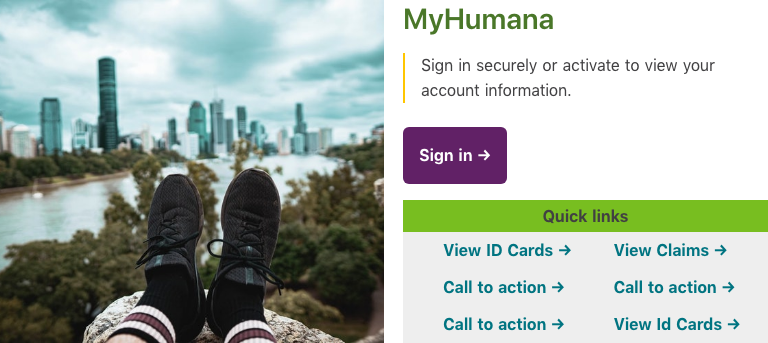 MyHumana
Sign in securely or activate to view your
account information.
Sign in →
Quick links
View ID Cards →
View Claims →
Call to action →
Call to action →
Call to action →
View Id Cards →